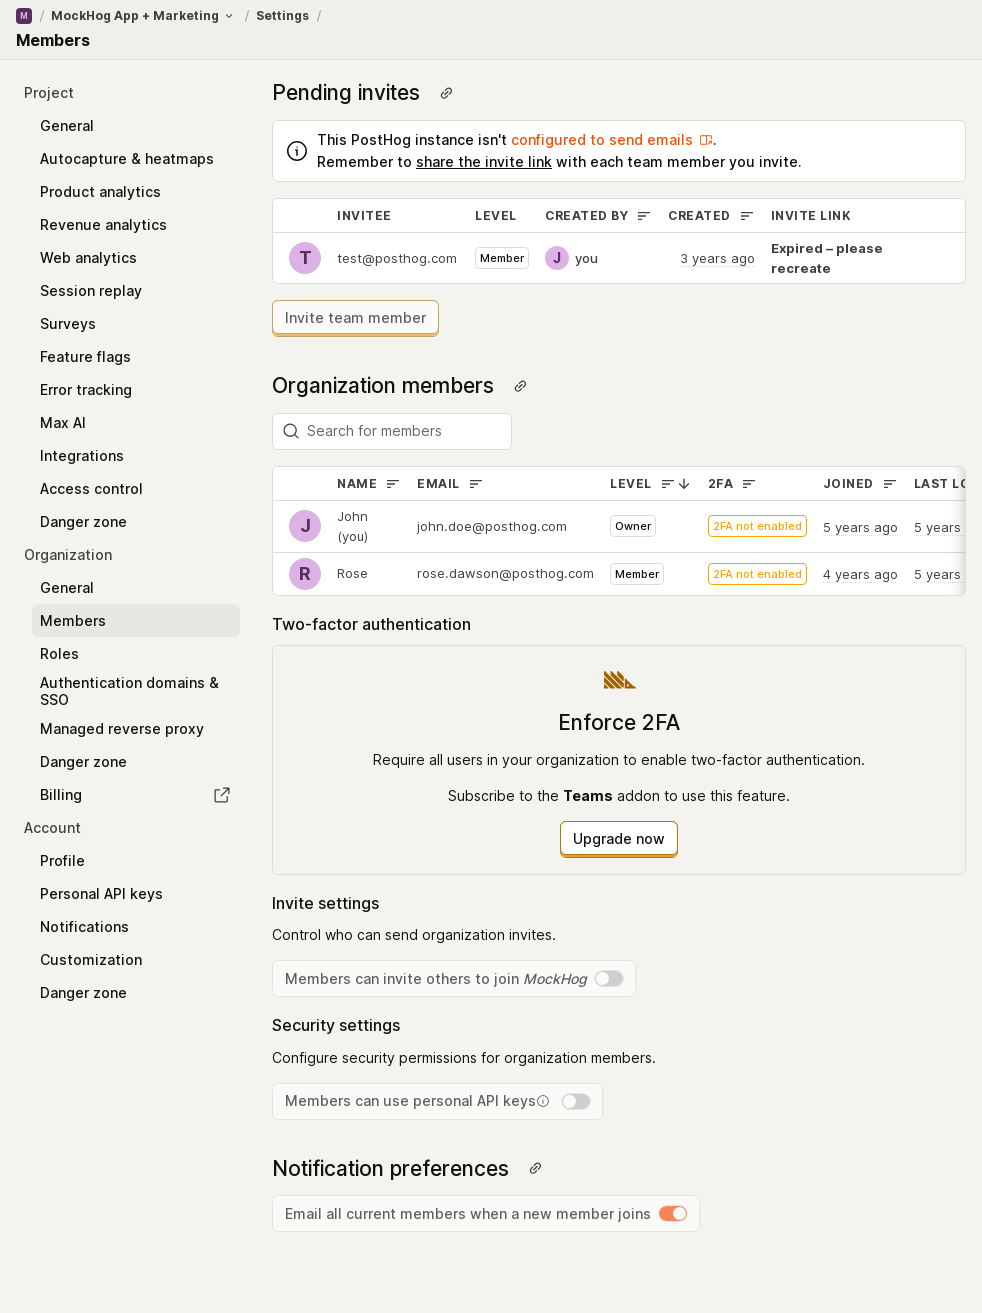 M / MockHog App + Marketing / Settings /
Members
Project
General
Autocapture & heatmaps
Product analytics
Revenue analytics
Web analytics
Session replay
Surveys
Feature flags
Error tracking
Max AI
Integrations
Access control
Danger zone
Organization
General
Members
Roles
Authentication domains &
SSO
Managed reverse proxy
Danger zone
Billing
Account
Profile
Personal API keys
Notifications
Customization
Danger zone
Pending invites
This PostHog instance isn't configured to send emails.
Remember to share the invite link with each team member you invite.
INVITEE LEVEL CREATED BY CREATED INVITE LINK
T test@posthog.com Member J you 3 years ago Expired – please
recreate
Invite team member
Organization members
Search for members
NAME EMAIL LEVEL 2FA JOINED LAST LO
J John john.doe@posthog.com Owner 2FA not enabled 5 years ago 5 years
(you)
R Rose rose.dawson@posthog.com Member 2FA not enabled 4 years ago 5 years
Two-factor authentication
Enforce 2FA
Require all users in your organization to enable two-factor authentication.
Subscribe to the Teams addon to use this feature.
Upgrade now
Invite settings
Control who can send organization invites.
Members can invite others to join MockHog
Security settings
Configure security permissions for organization members.
Members can use personal API keys
Notification preferences
Email all current members when a new member joins